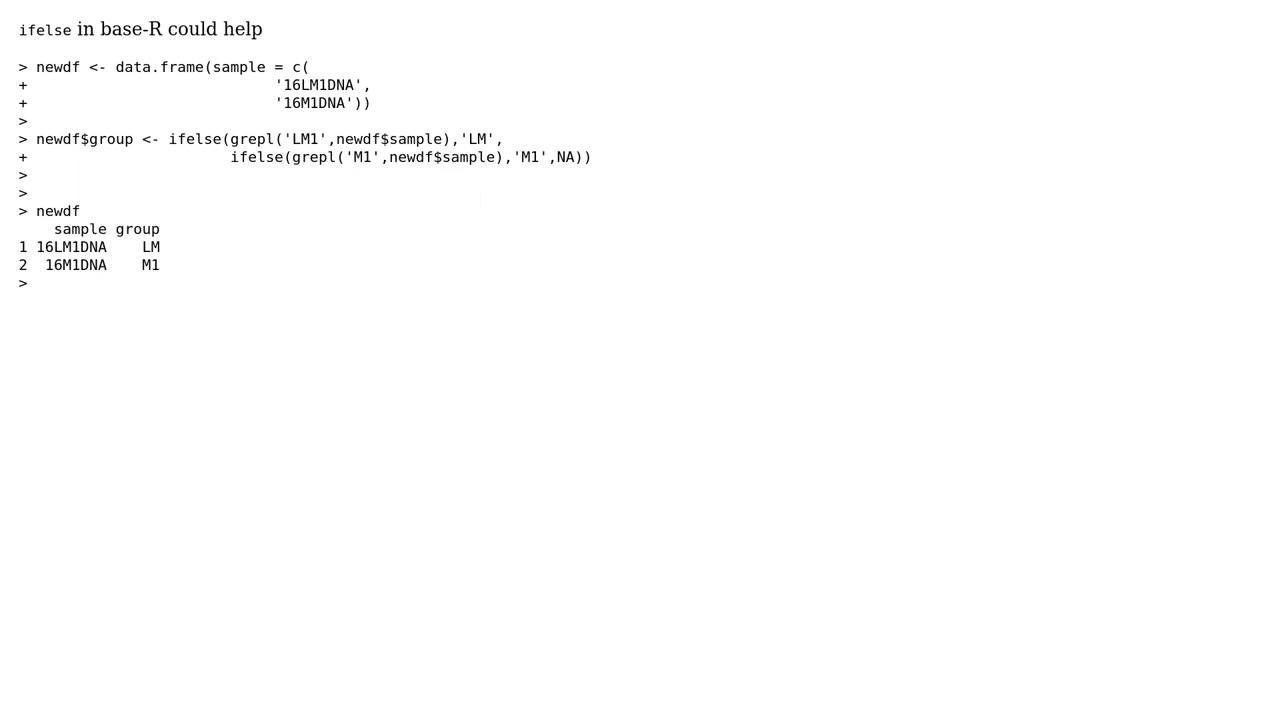 ifelse in base-R could help
> newdf <- data.frame(sample = c(
+                            '16LM1DNA',
+                            '16M1DNA'))
>
> newdf$group <- ifelse(grepl('LM1',newdf$sample),'LM',
+                       ifelse(grepl('M1',newdf$sample),'M1',NA))
>
>
> newdf
    sample group
1 16LM1DNA    LM
2  16M1DNA    M1
>